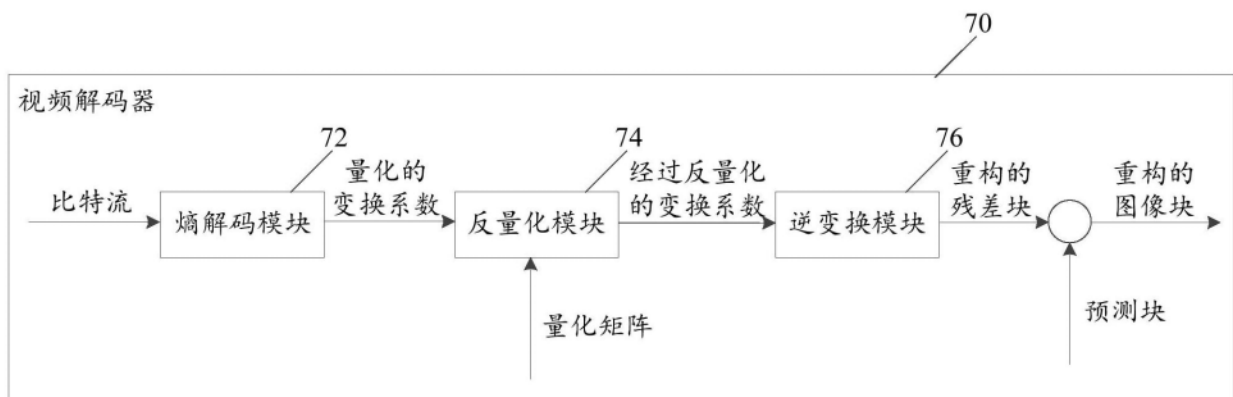 70
视频解码器
72
74
76
比特流
熵解码模块
量化的
变换系数
反量化模块
经过反量化
的变换系数
逆变换模块
重构的
残差块
重构的
图像块
量化矩阵
预测块